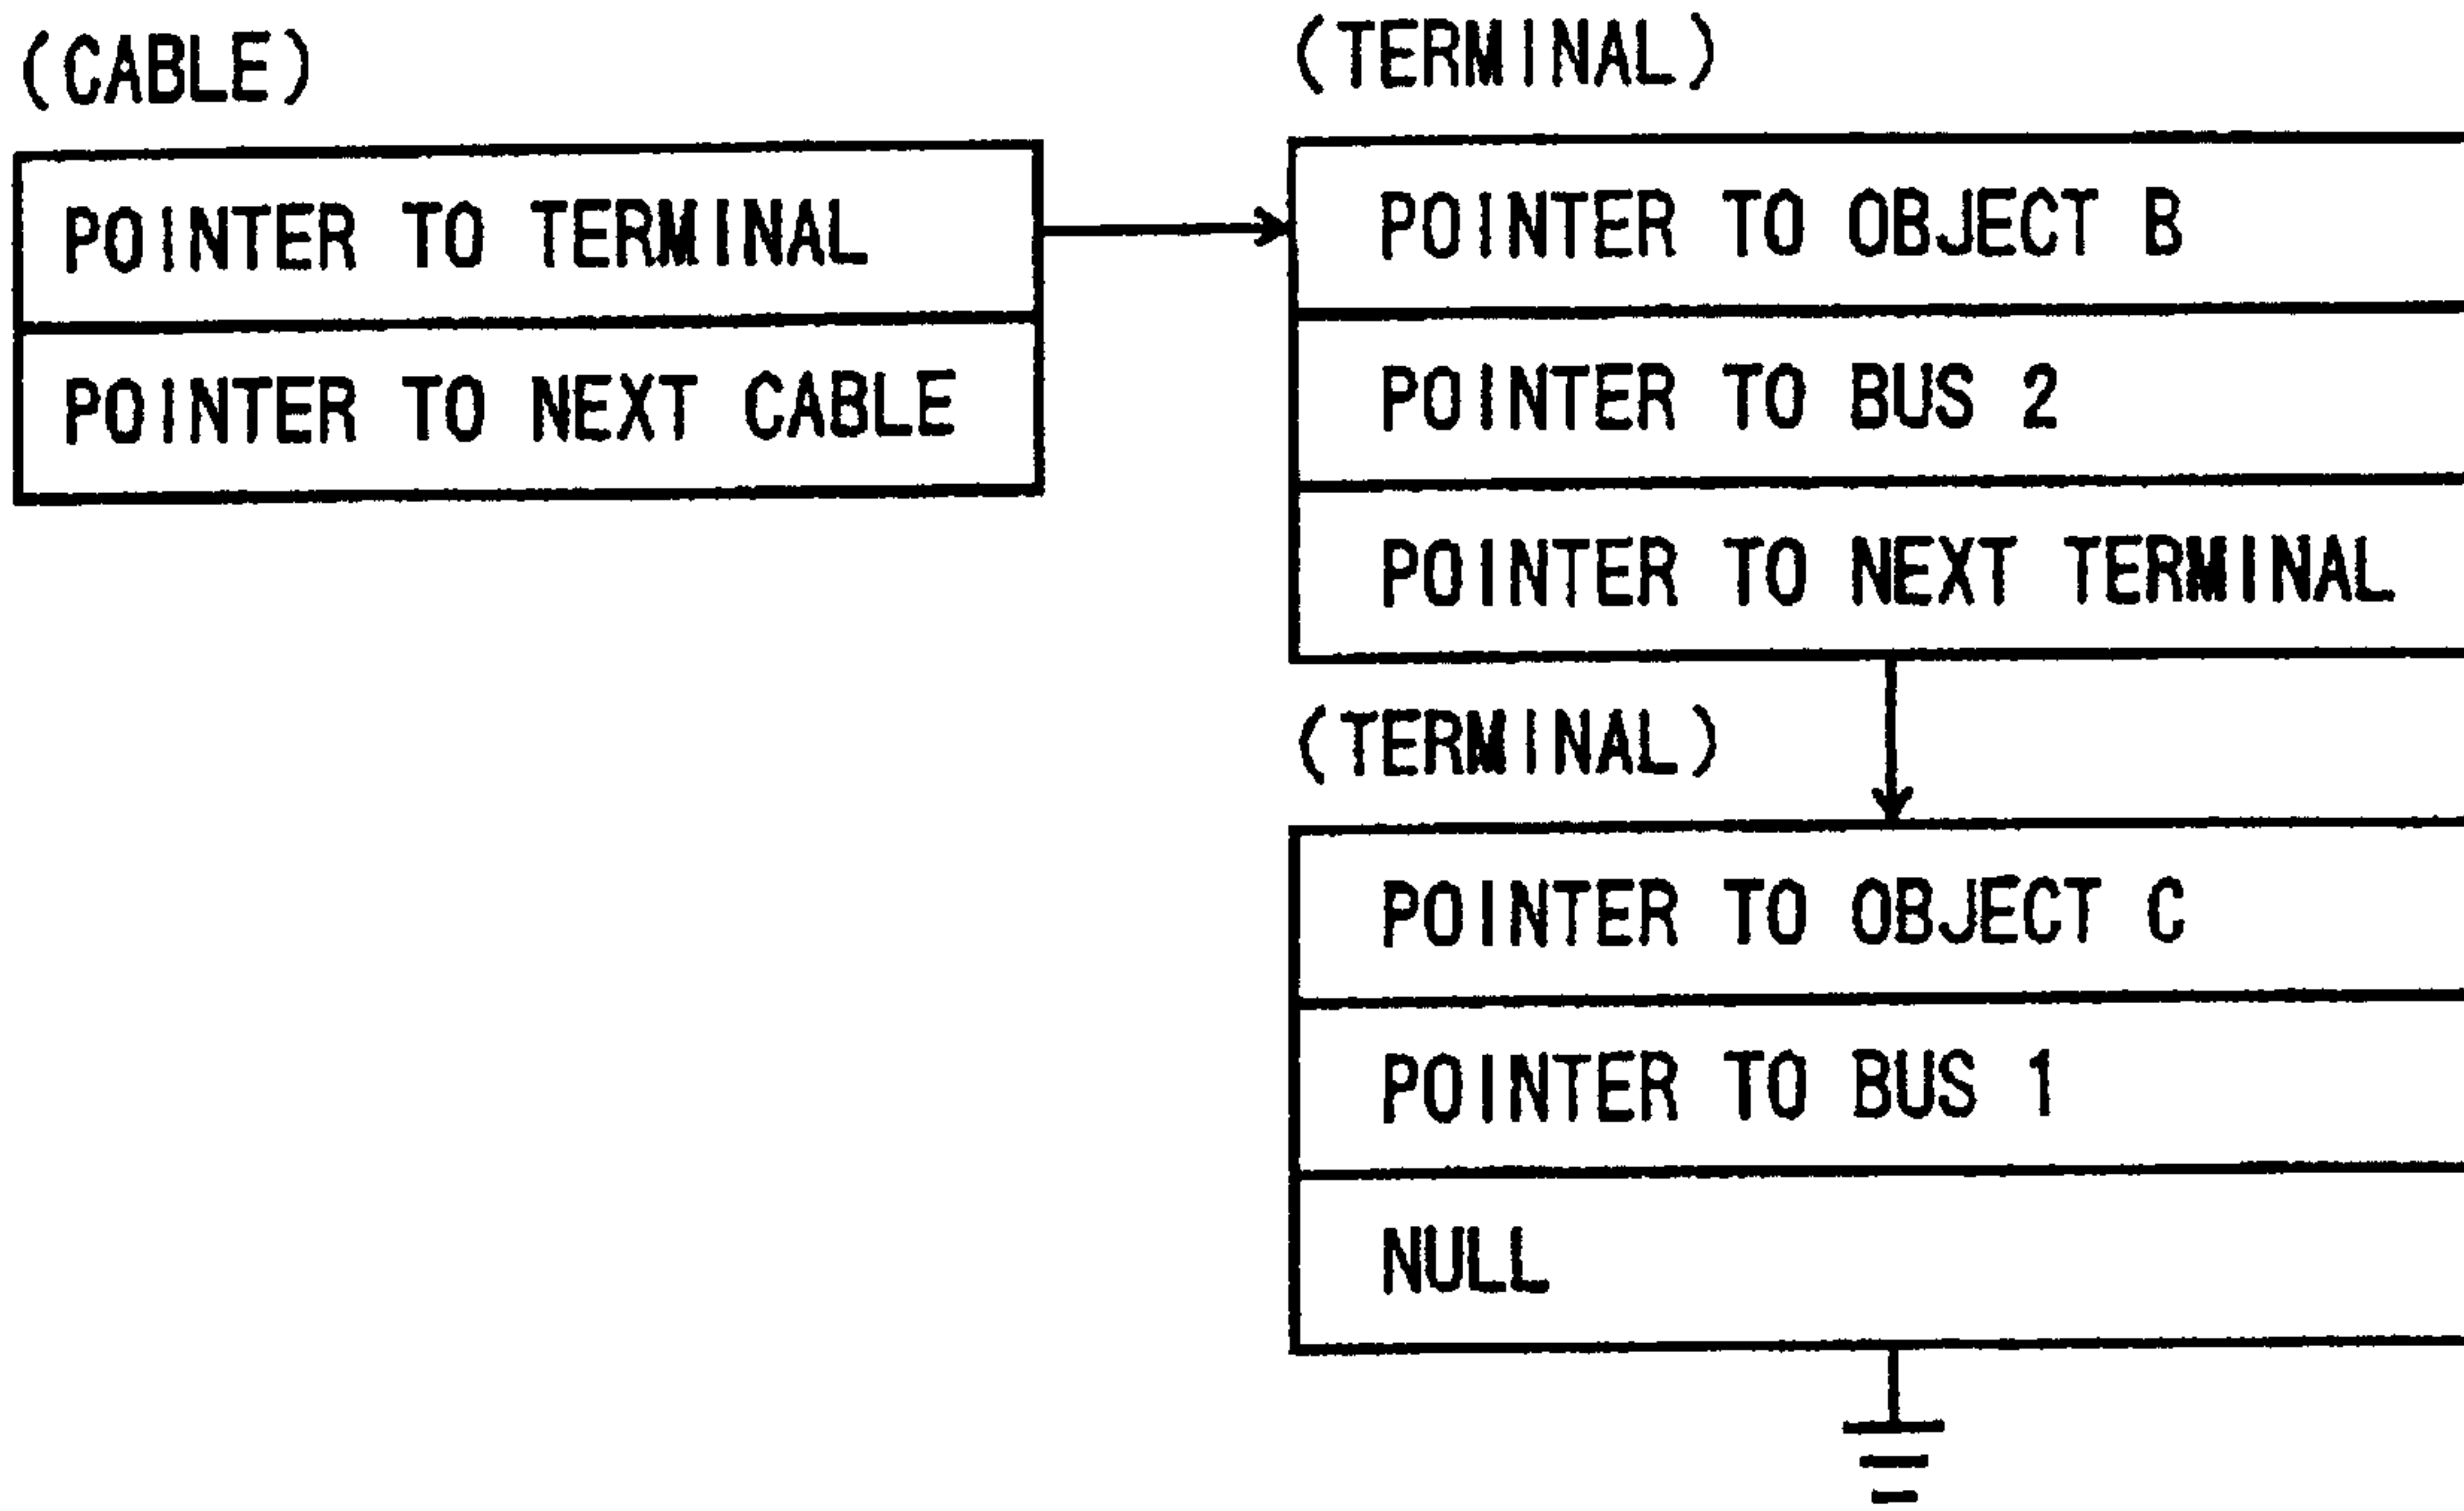 (CABLE)
POINTER TO TERMINAL
POINTER TO NEXT CABLE
(TERMINAL)
POINTER TO OBJECT B
POINTER TO BUS 2
POINTER TO NEXT TERMINAL
(TERMINAL)
POINTER TO OBJECT C
POINTER TO BUS 1
NULL